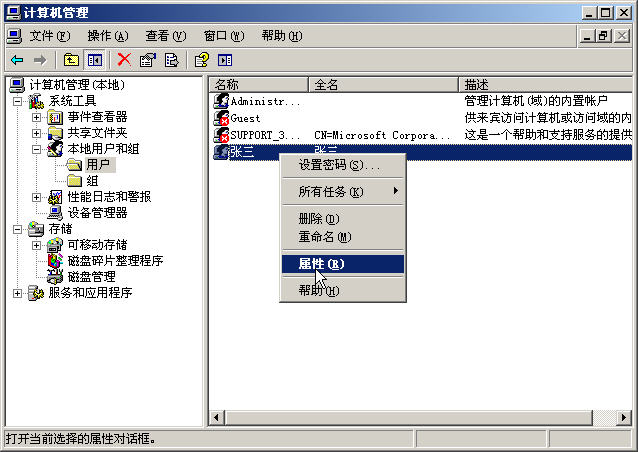 计算机管理
文件(F) 操作(A) 查看(V) 窗口(W) 帮助(H)
计算机管理(本地)
系统工具
事件查看器
共享文件夹
本地用户和组
用户
组
性能日志和警报
设备管理器
存储
可移动存储
磁盘碎片整理程序
磁盘管理
服务和应用程序
名称 全名 描述
Administr... 管理计算机(域)的内置帐户
Guest 供来宾访问计算机或访问域的内
SUPPORT_3... CN=Microsoft Corpora... 这是一个帮助和支持服务的提供
张三 张三
设置密码(S)...
所有任务(K)
删除(D)
重命名(M)
属性(R)
帮助(H)
打开当前选择的属性对话框。